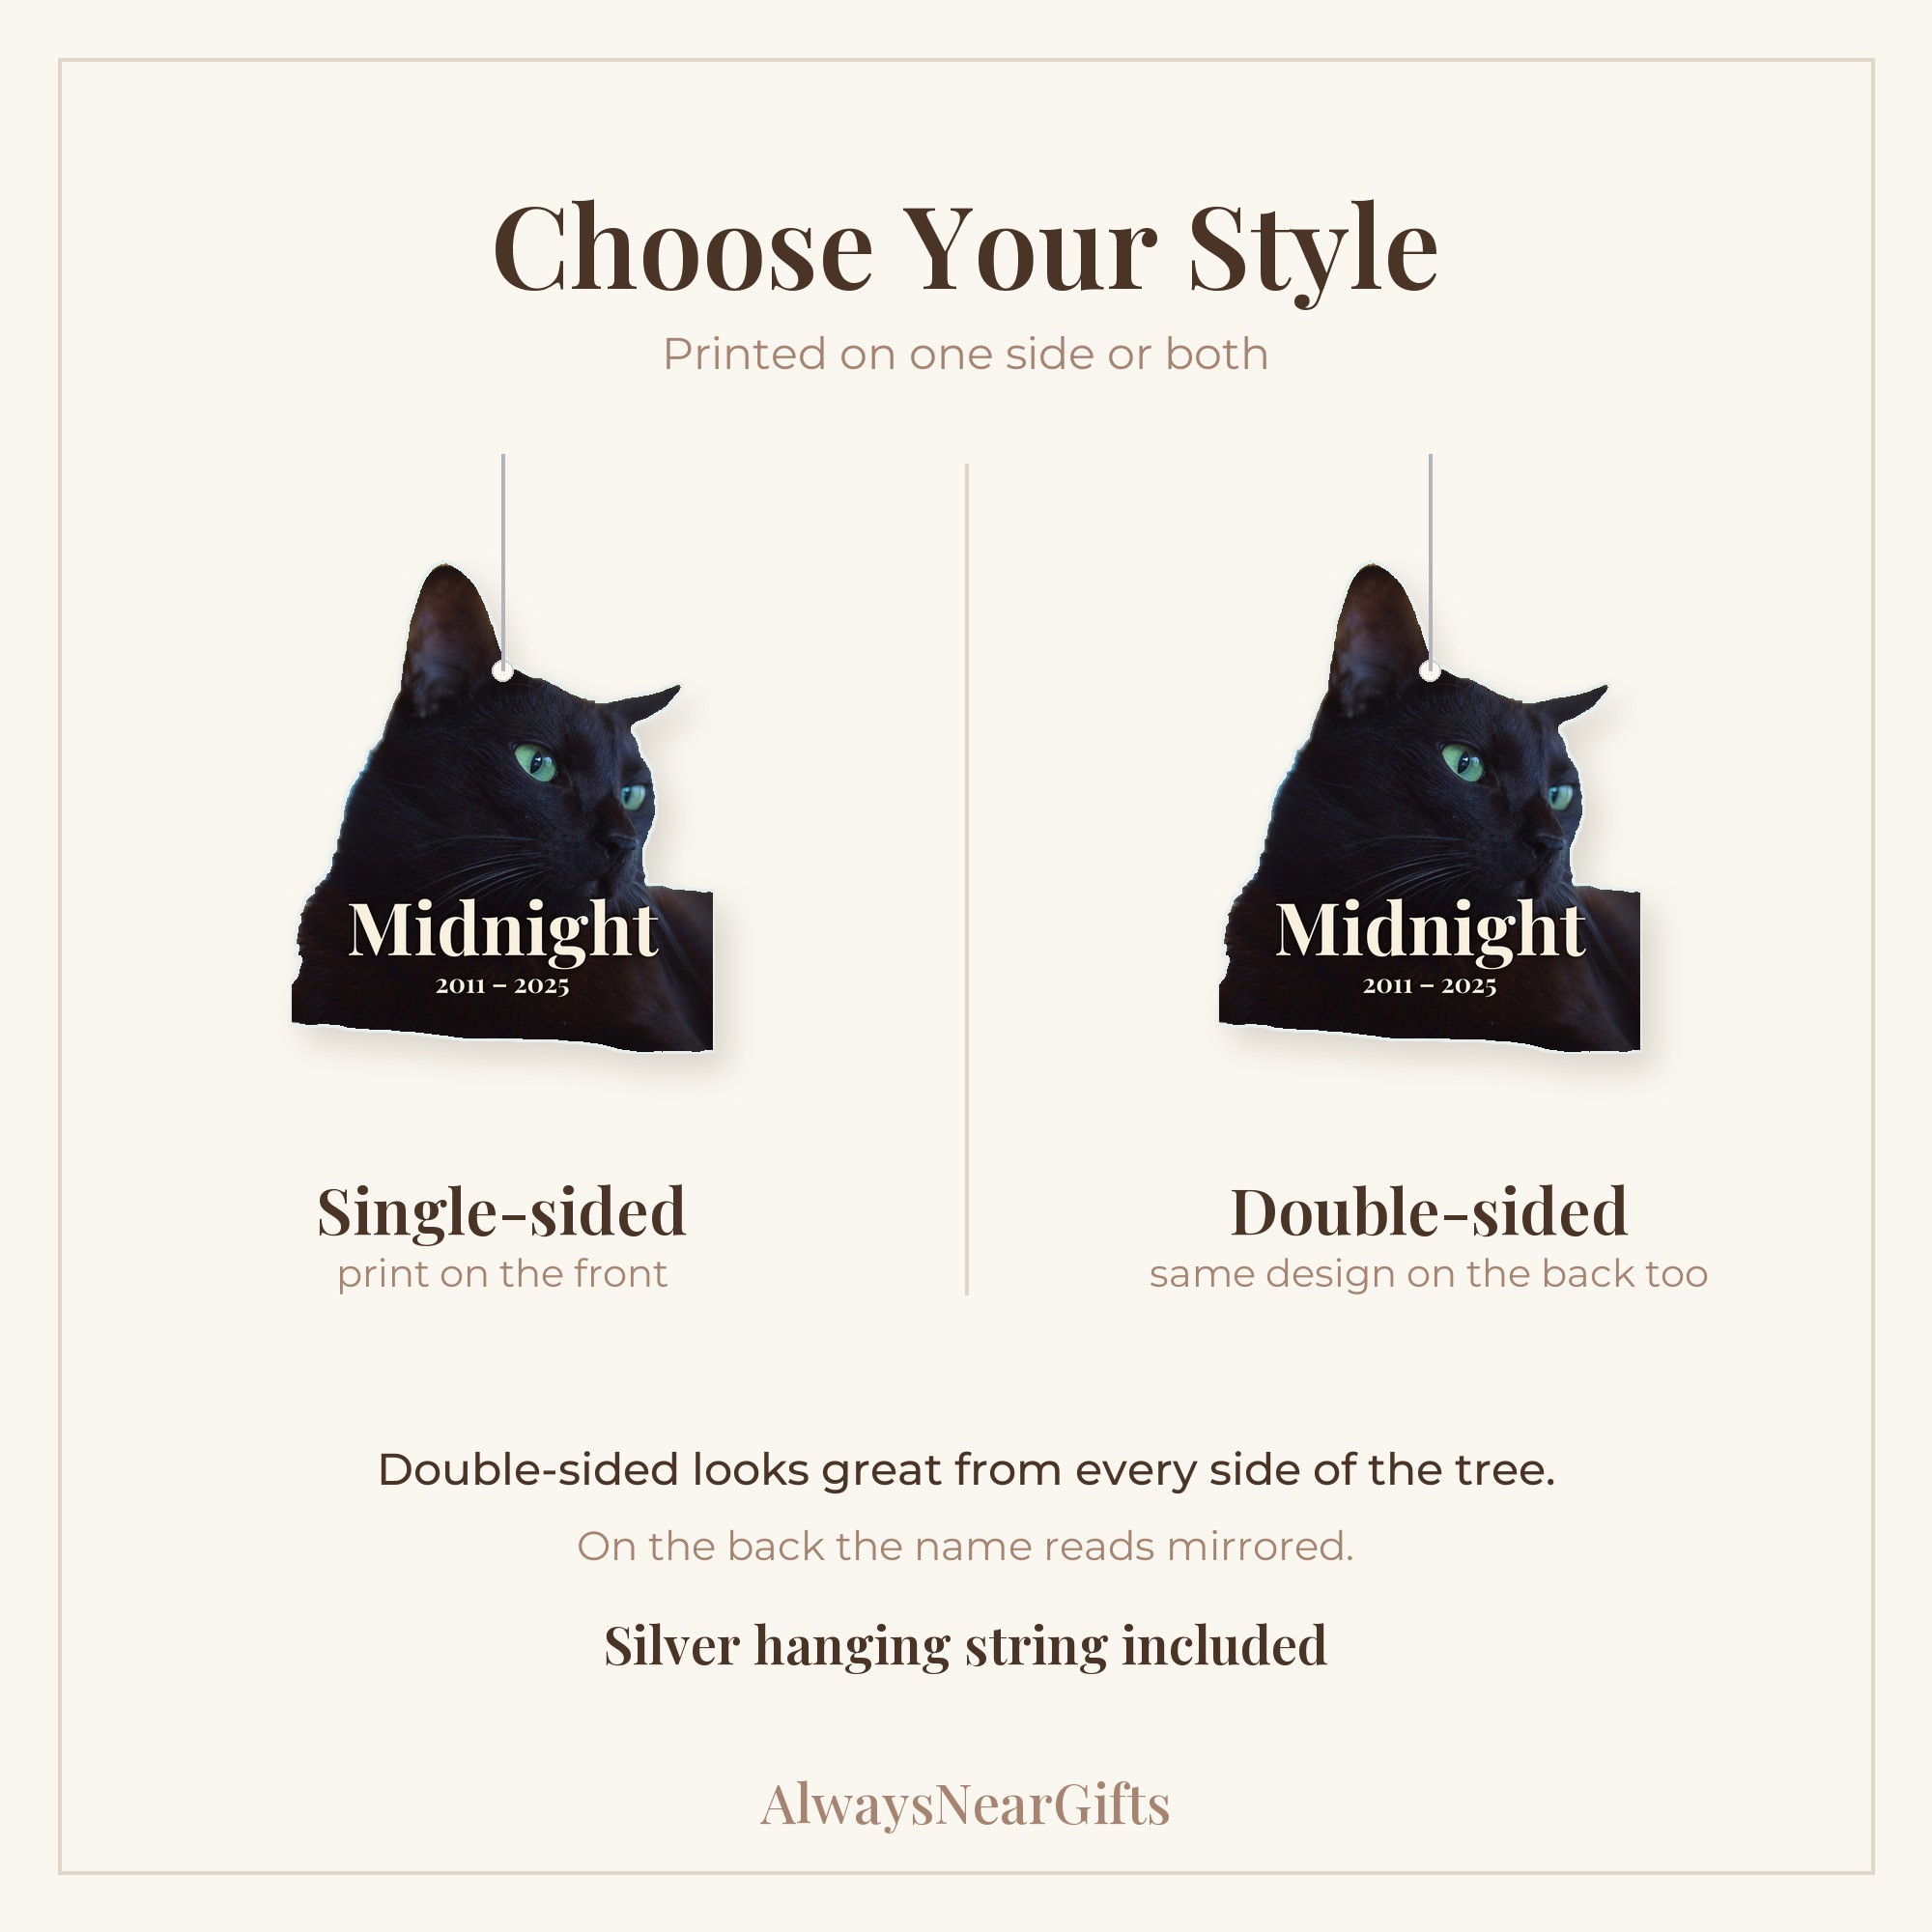 Choose Your Style
Printed on one side or both
Midnight
2011 – 2025
Midnight
2011 – 2025
Single-sided
print on the front
Double-sided
same design on the back too
Double-sided looks great from every side of the tree.
On the back the name reads mirrored.
Silver hanging string included
AlwaysNearGifts